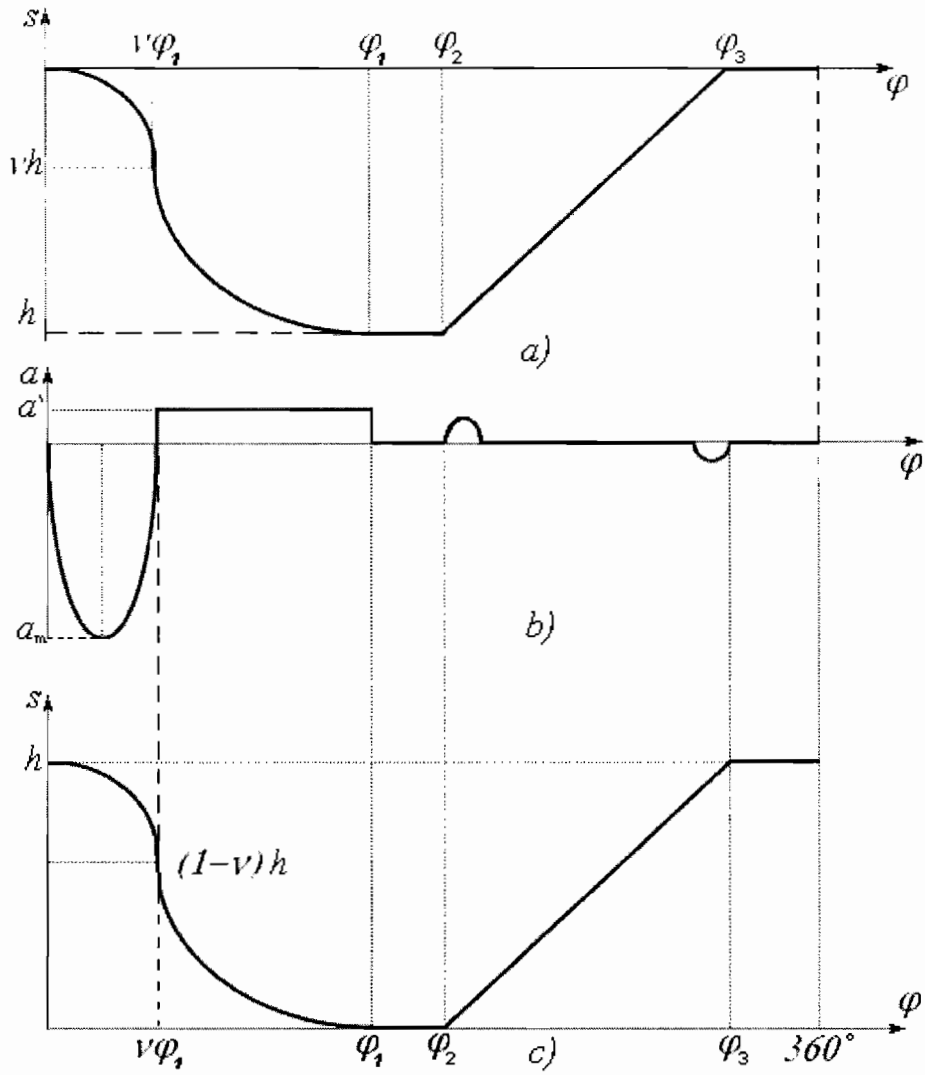 s
νφ₁ φ₁ φ₂ φ₃
φ
νh
h
a)
a
a`
φ
aₘ
b)
s
h
(1-ν)h
φ
νφ₁ φ₁ φ₂ c) φ₃ 360°